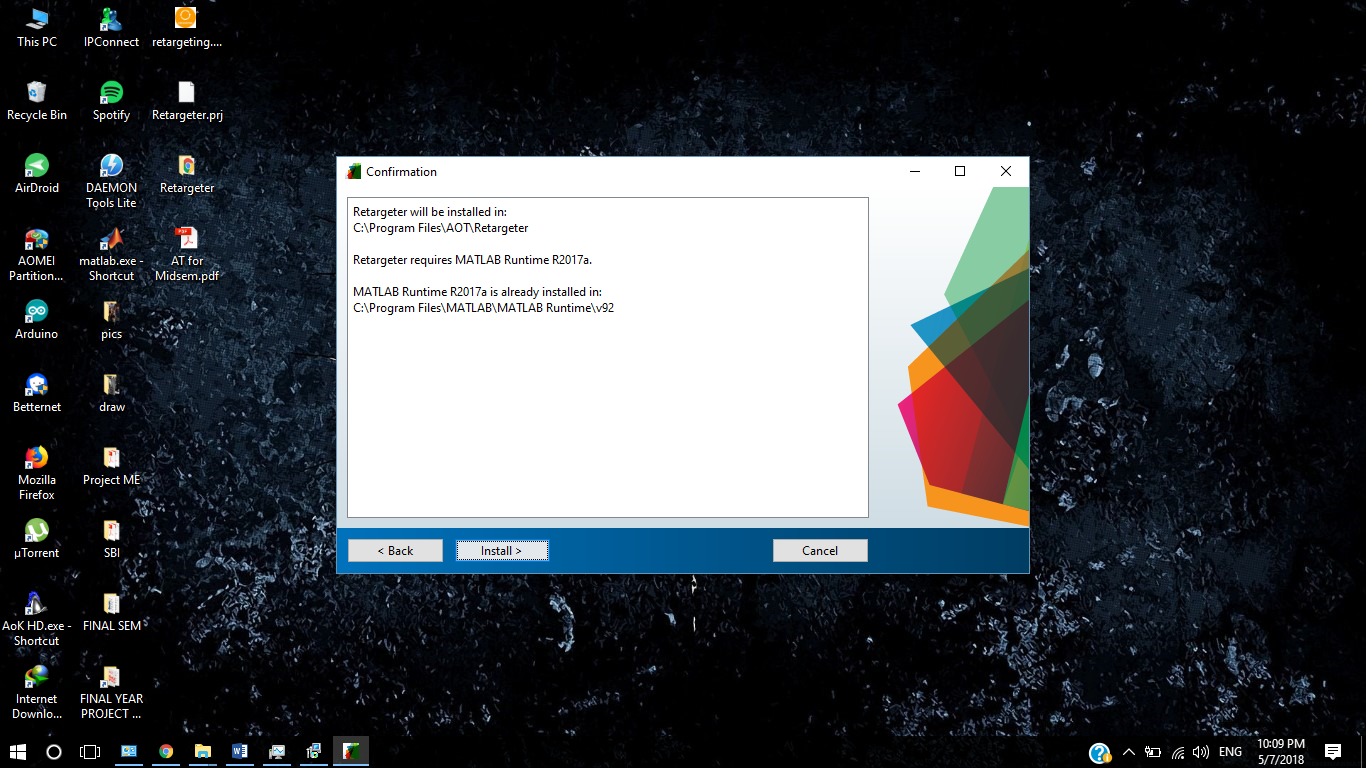 This PC
IPConnect
retargeting....
Recycle Bin
Spotify
Retargeter.prj
AirDroid
DAEMON
Tools Lite
Retargeter
AOMEI
Partition...
matlab.exe -
Shortcut
PDF
AT for
Midsem.pdf
Arduino
pics
Betternet
draw
Mozilla
Firefox
Project ME
µTorrent
SBI
AoK HD.exe -
Shortcut
FINAL SEM
Internet
Downlo...
FINAL YEAR
PROJECT ...
Confirmation
Retargeter will be installed in:
C:\Program Files\AOT\Retargeter
Retargeter requires MATLAB Runtime R2017a.
MATLAB Runtime R2017a is already installed in:
C:\Program Files\MATLAB\MATLAB Runtime\v92
< Back
Install >
Cancel
ENG
10:09 PM
5/7/2018